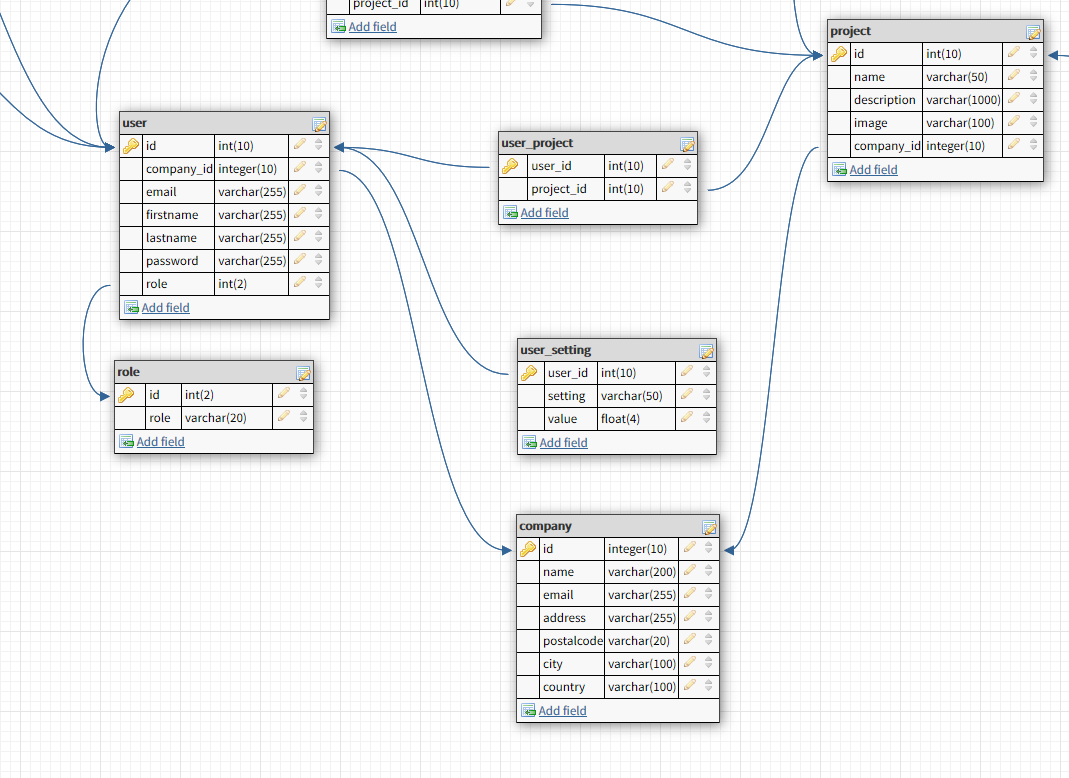 project_id int(10)
Add field
project
id int(10)
name varchar(50)
description varchar(1000)
image varchar(100)
company_id integer(10)
Add field
user
id int(10)
company_id integer(10)
email varchar(255)
firstname varchar(255)
lastname varchar(255)
password varchar(255)
role int(2)
Add field
user_project
user_id int(10)
project_id int(10)
Add field
role
id int(2)
role varchar(20)
Add field
user_setting
user_id int(10)
setting varchar(50)
value float(4)
Add field
company
id integer(10)
name varchar(200)
email varchar(255)
address varchar(255)
postalcode varchar(20)
city varchar(100)
country varchar(100)
Add field